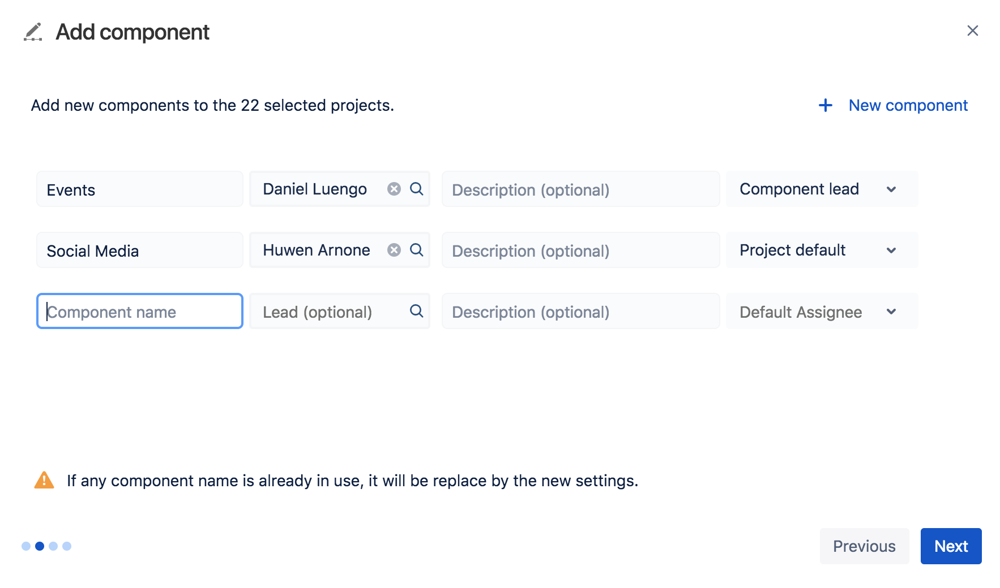 Add component
Add new components to the 22 selected projects.
New component
Events
Daniel Luengo
Description (optional)
Component lead
Social Media
Huwen Arnone
Description (optional)
Project default
Component name
Lead (optional)
Description (optional)
Default Assignee
If any component name is already in use, it will be replace by the new settings.
Previous
Next